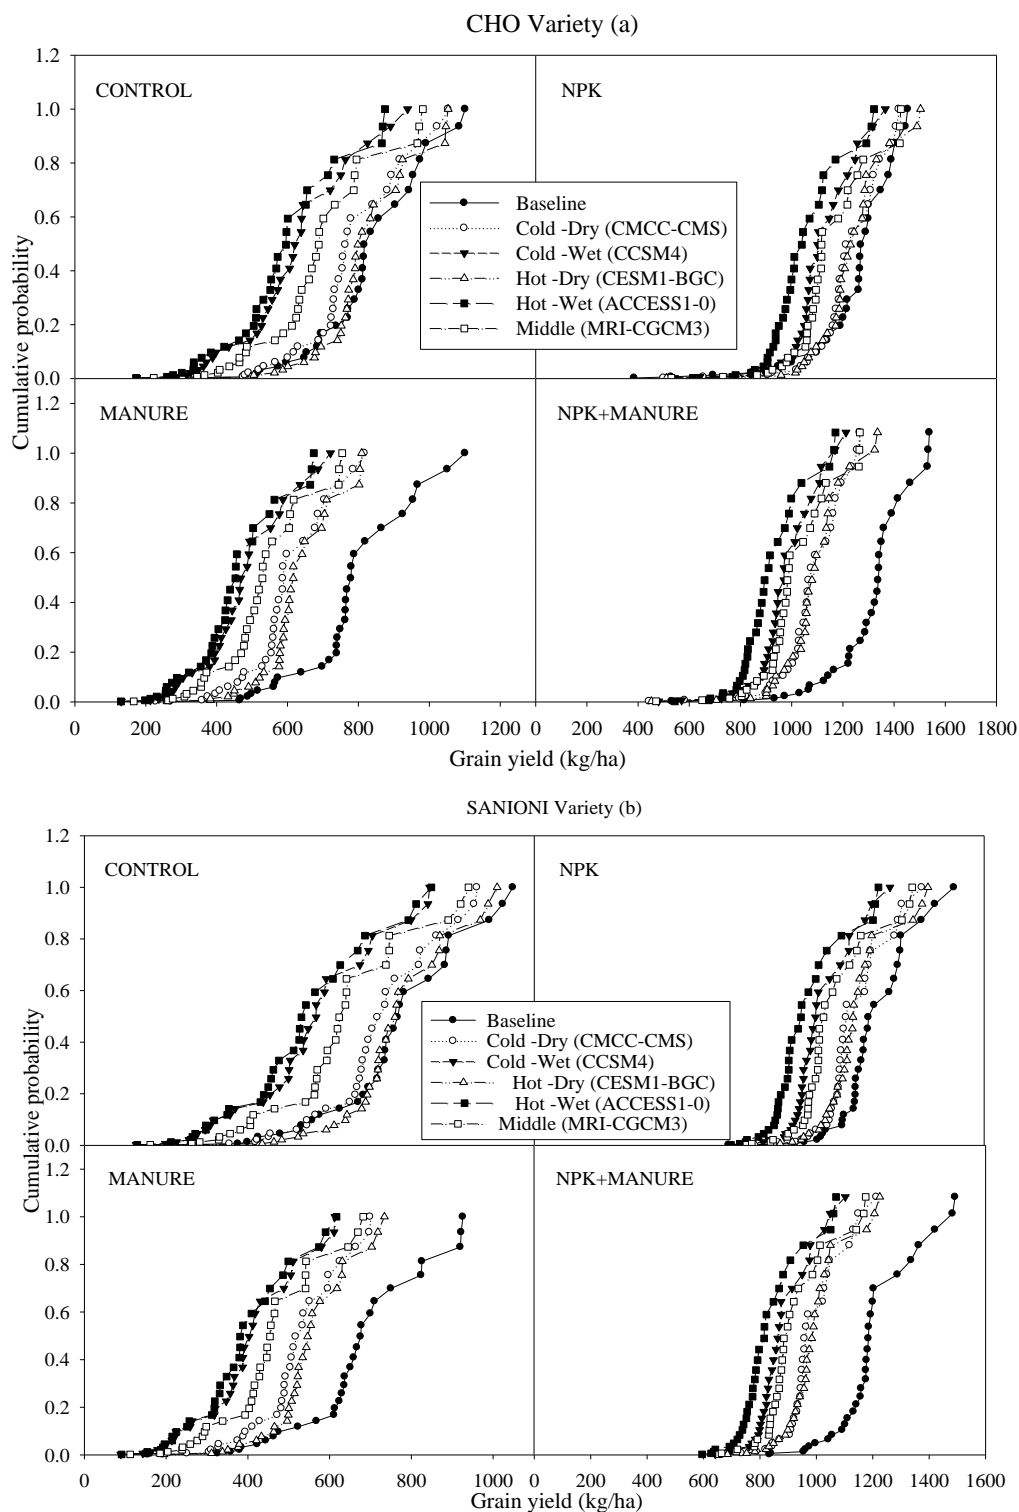 CHO Variety (a)
1.2
CONTROL
NPK
1.0
0.8
0.6
0.4
0.2
0.0
Baseline
Cold -Dry (CMCC-CMS)
Cold -Wet (CCSM4)
Hot -Dry (CESM1-BGC)
Hot -Wet (ACCESS1-0)
Middle (MRI-CGCM3)
Cumulative probability
MANURE
NPK+MANURE
1.2
1.0
0.8
0.6
0.4
0.2
0.0
0 200 400 600 800 1000 400 600 800 1000 1200 1400 1600 1800
Grain yield (kg/ha)
SANIONI Variety (b)
1.2
CONTROL
NPK
1.0
0.8
0.6
0.4
0.2
0.0
Baseline
Cold -Dry (CMCC-CMS)
Cold -Wet (CCSM4)
Hot -Dry (CESM1-BGC)
Hot -Wet (ACCESS1-0)
Middle (MRI-CGCM3)
Cumulative probability
MANURE
NPK+MANURE
1.2
1.0
0.8
0.6
0.4
0.2
0.0
0 200 400 600 800 1000 400 600 800 1000 1200 1400 1600
Grain yield (kg/ha)